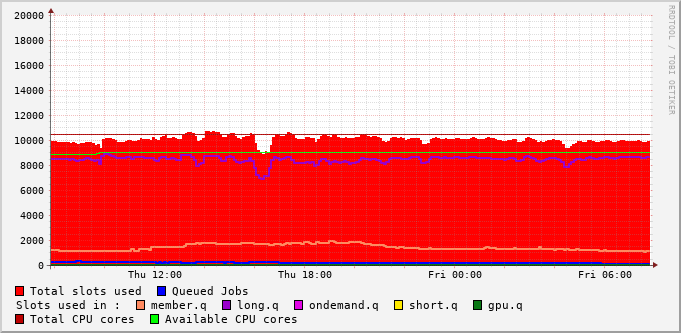 RRDTOOL / TOBI OETIKER
20000
18000
16000
14000
12000
10000
8000
6000
4000
2000
0
Thu 12:00 Thu 18:00 Fri 00:00 Fri 06:00
Total slots used Queued Jobs
Slots used in : member.q long.q ondemand.q short.q gpu.q
Total CPU cores Available CPU cores